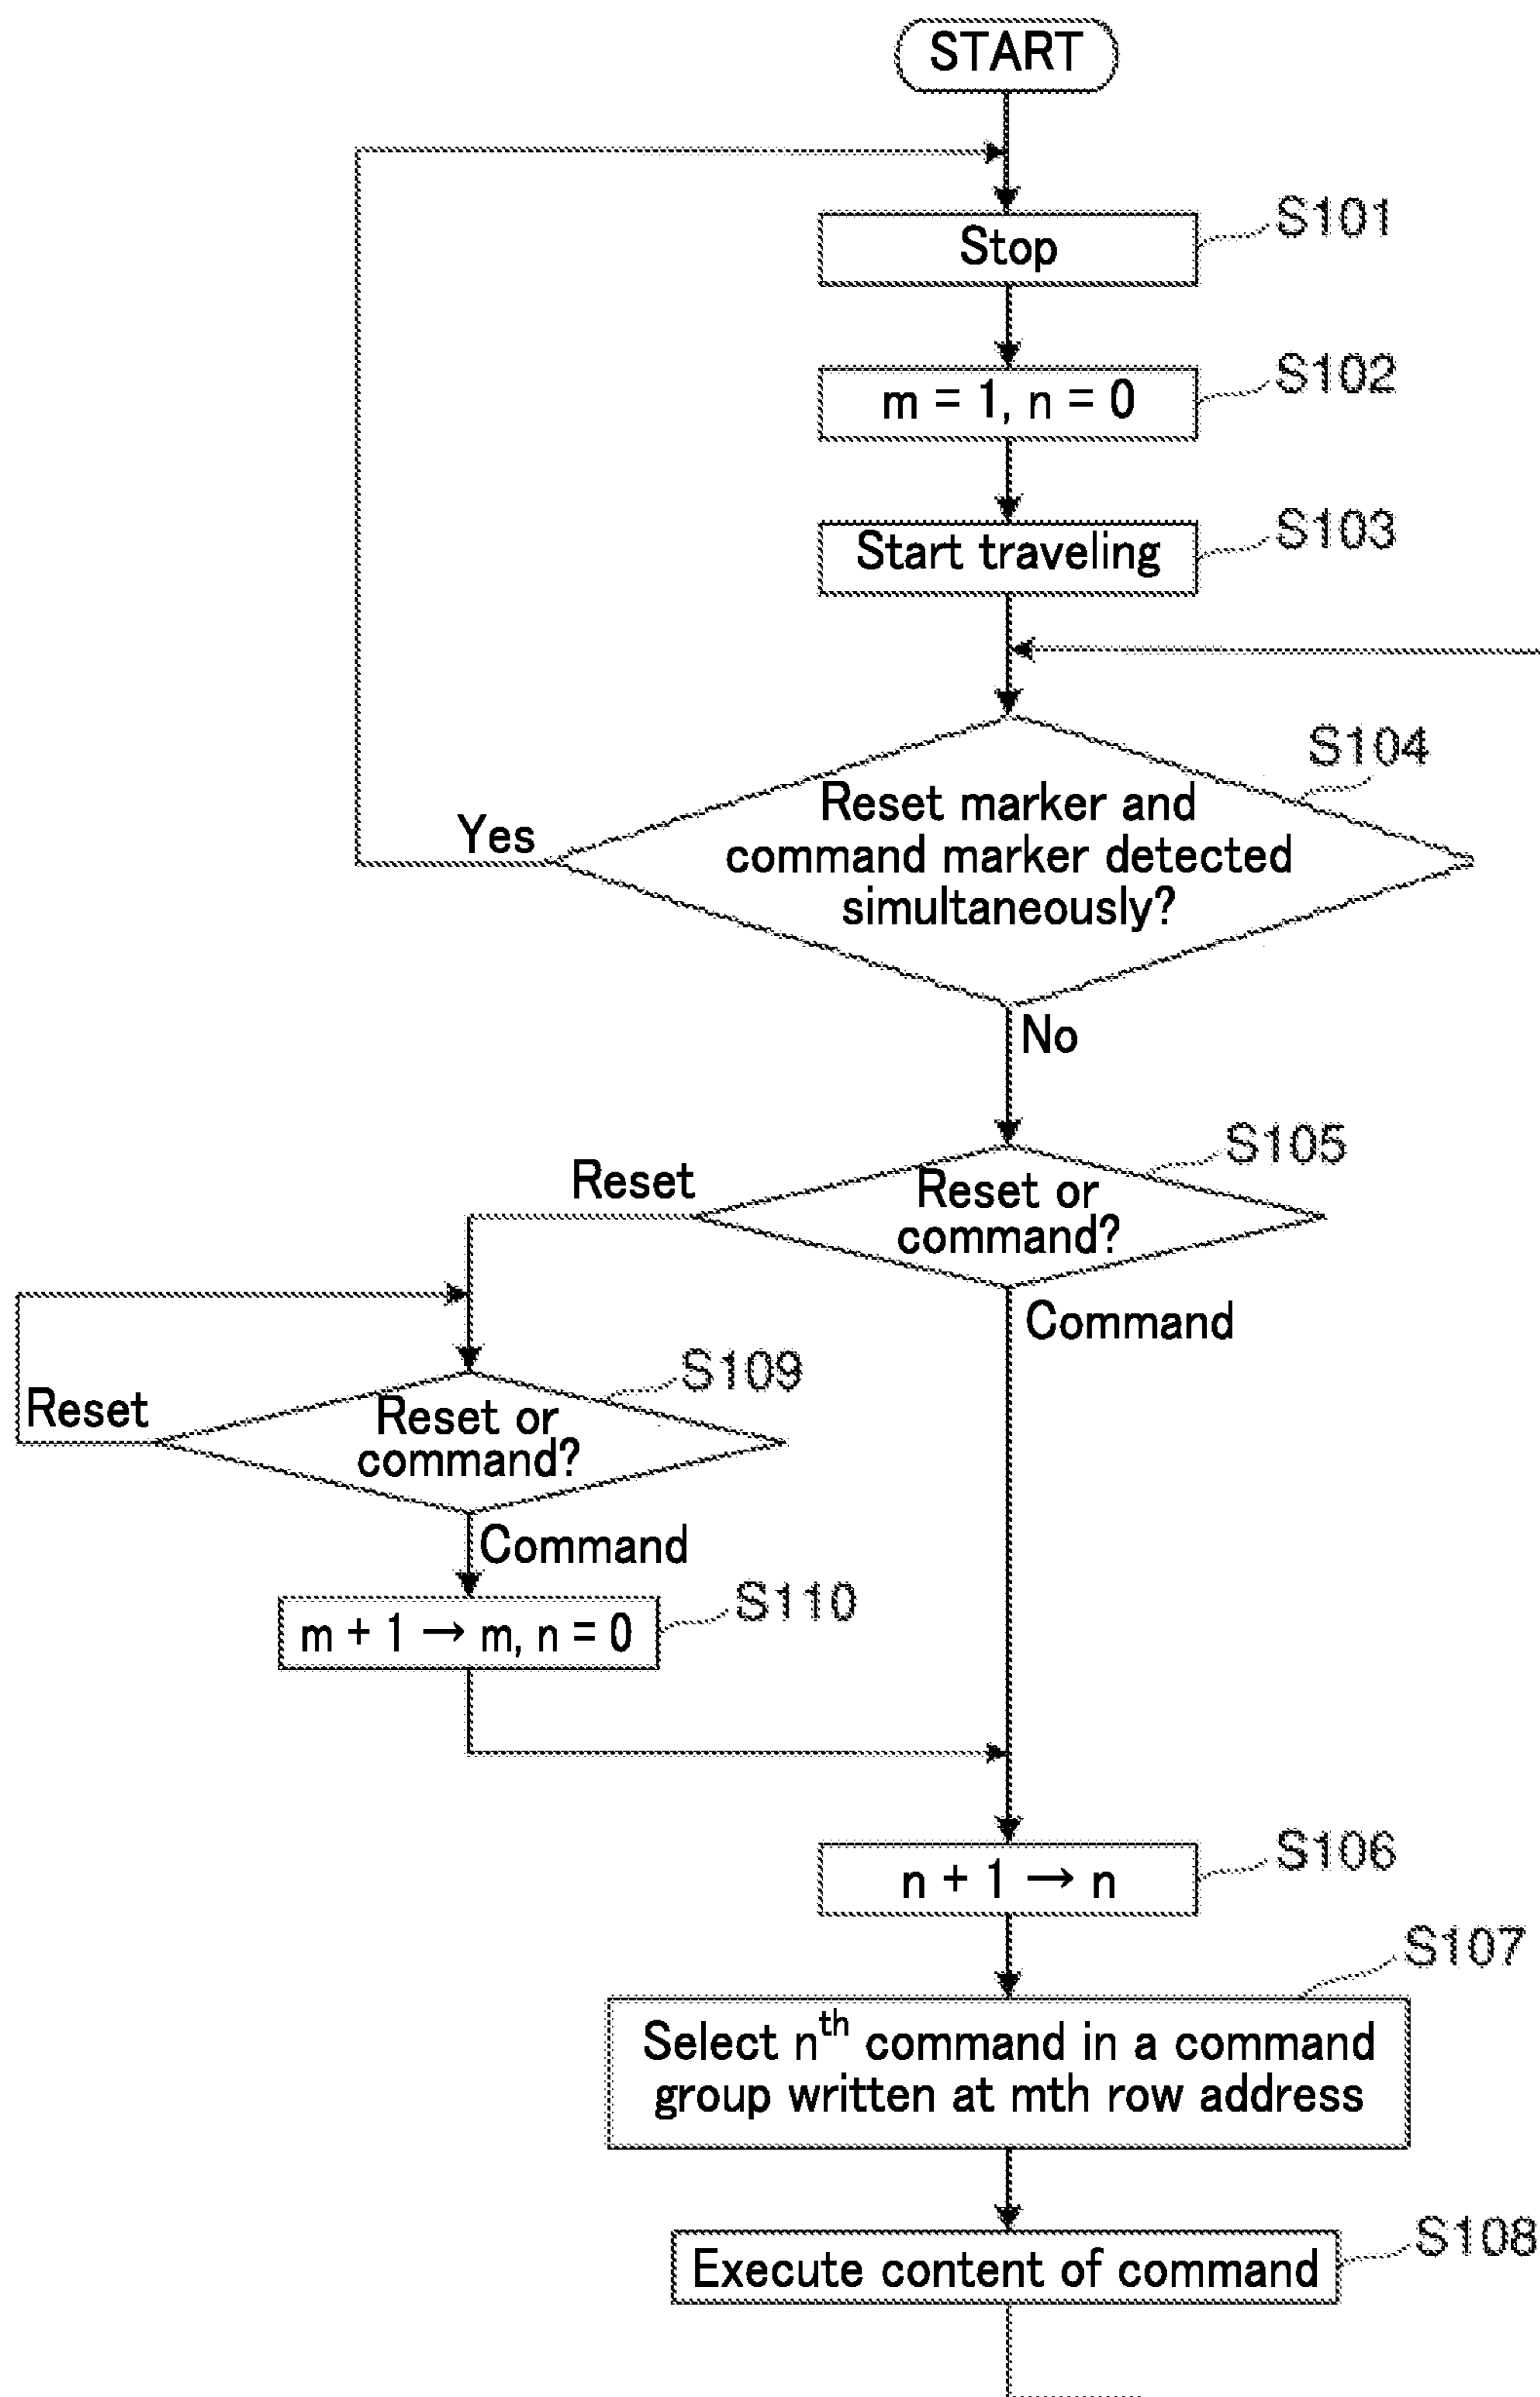 START
Stop
S101
m = 1, n = 0
S102
Start traveling
S103
S104
Reset marker and
command marker detected
simultaneously?
Yes
No
S105
Reset or
command?
Reset
Command
S109
Reset or
command?
Reset
Command
m + 1 → m, n = 0
S110
n + 1 → n
S106
S107
Select nth command in a command
group written at mth row address
Execute content of command
S108